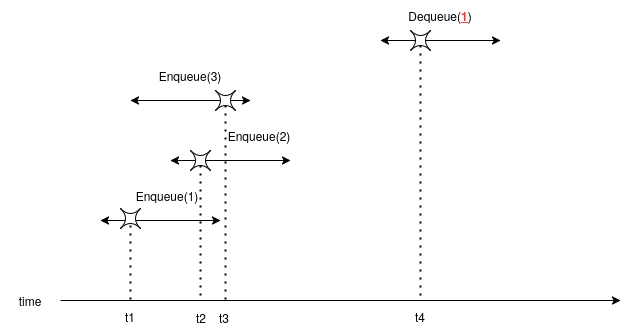 Dequeue(1)
Enqueue(3)
Enqueue(2)
Enqueue(1)
time
t1 t2 t3 t4